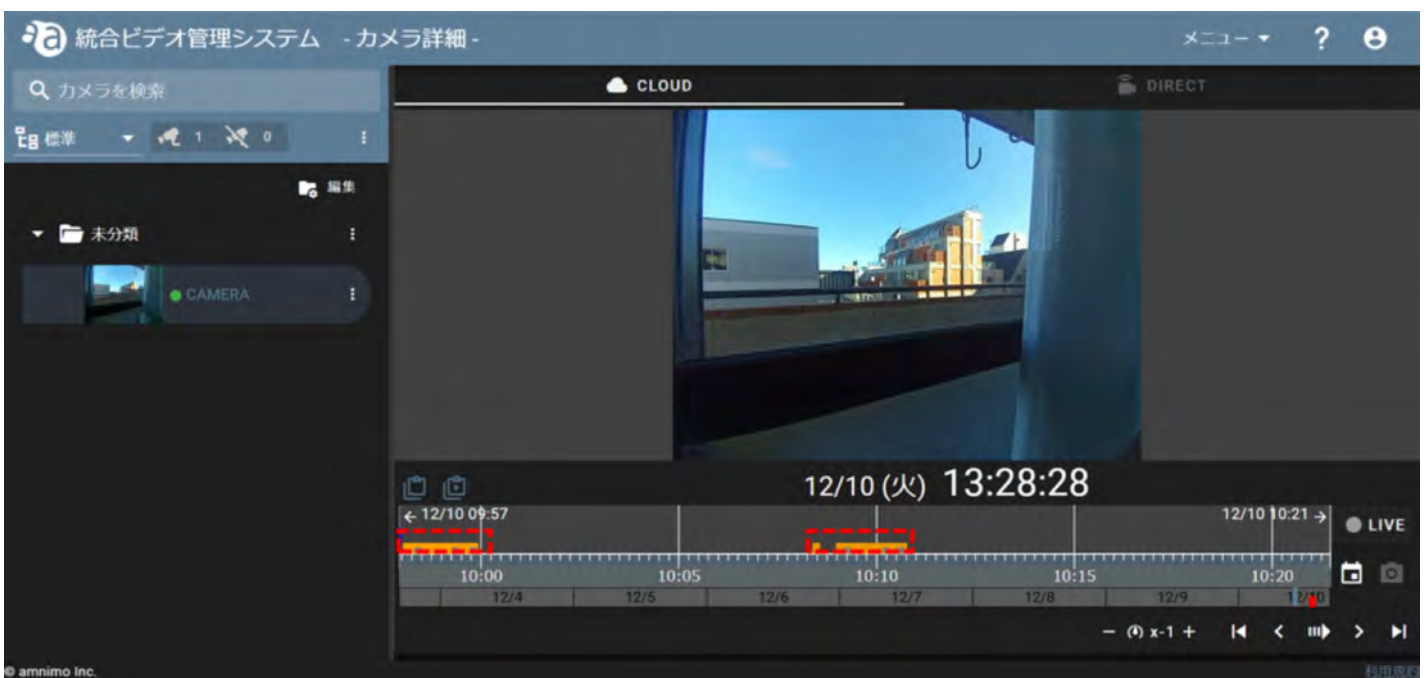 統合ビデオ管理システム - カメラ詳細 -
メニュー
?
カメラを検索
CLOUD
DIRECT
標準
1
0
編集
未分類
CAMERA
12/10 (火) 13:28:28
← 12/10 09:57
12/10 10:21 →
LIVE
10:00 10:05 10:10 10:15 10:20
12/4 12/5 12/6 12/7 12/8 12/9 12/10
− x-1 +
© amnimo Inc.
利用規約